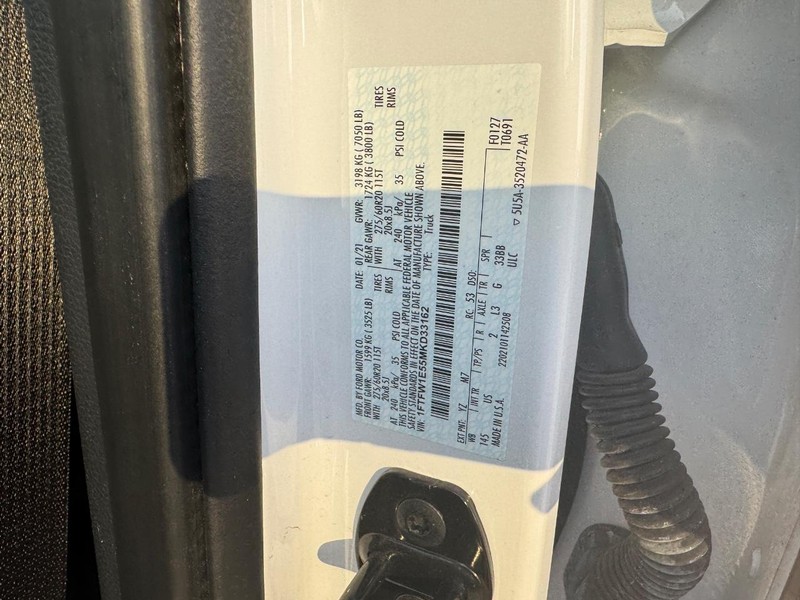 MFD. BY FORD MOTOR CO. DATE: 01/21 GVWR: 3198 KG ( 7050 LB)
FRONT GAWR: 1599 KG ( 3525 LB) REAR GAWR: 1724 KG ( 3800 LB)
WITH 275/60R20 115T TIRES WITH 275/60R20 115T TIRES
20x8.5J RIMS 20x8.5J RIMS
AT 240 kPa/ 35 PSI COLD AT 240 kPa/ 35 PSI COLD
THIS VEHICLE CONFORMS TO ALL APPLICABLE FEDERAL MOTOR VEHICLE
SAFETY STANDARDS IN EFFECT ON THE DATE OF MANUFACTURE SHOWN ABOVE.
VIN: 1FTFW1E55MKD33162 TYPE: Truck
EXT PNT: YZ M7 RC: 53 DSO: F0127
WB INT TR TP/PS R AXLE TR SPR T0691
145 US 2 L3 G 33BB
MADE IN U.S.A. 2202101142508 ULC
5U5A-3520472-AA